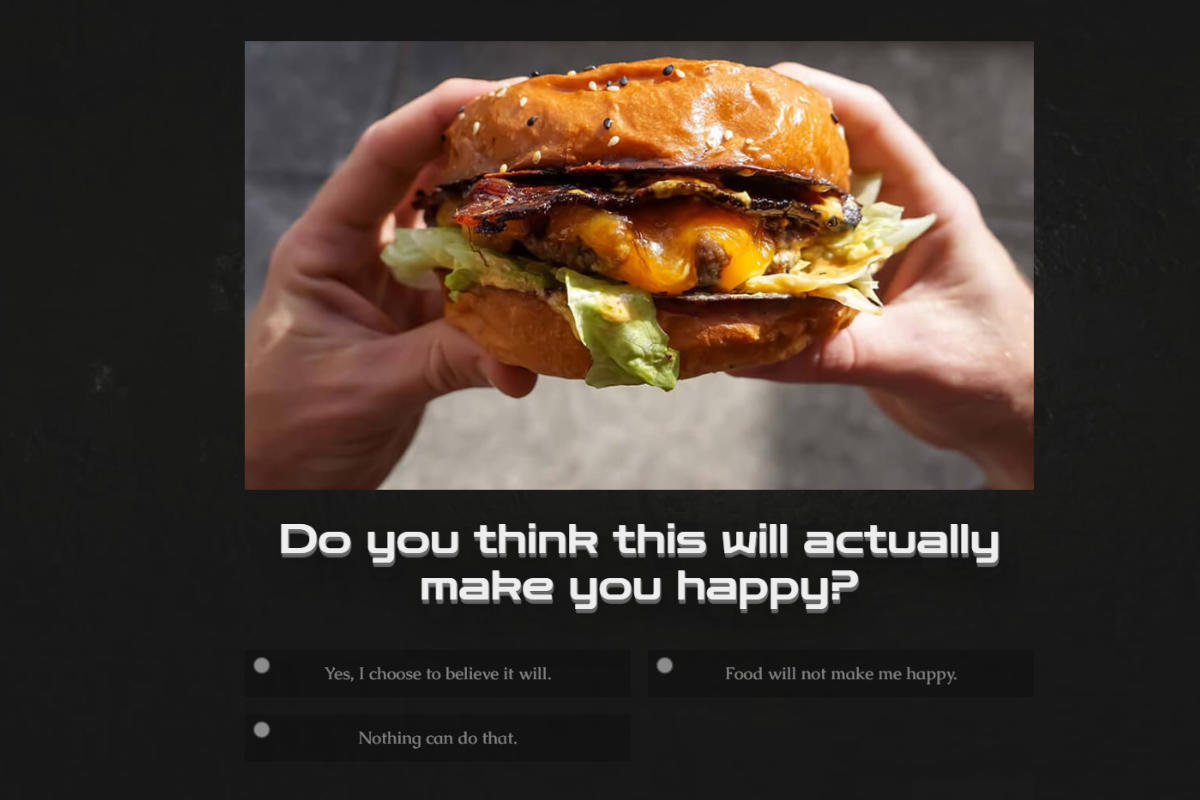 Do you think this will actually
make you happy?
Yes, I choose to believe it will.
Food will not make me happy.
Nothing can do that.